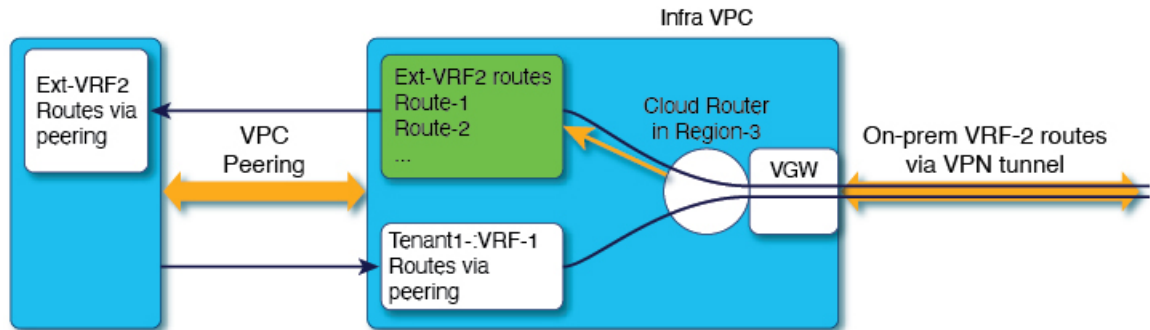 Infra VPC
Ext-VRF2
Routes via
peering
VPC
Peering
Ext-VRF2 routes
Route-1
Route-2
...
Cloud Router
in Region-3
VGW
On-prem VRF-2 routes
via VPN tunnel
Tenant1-:VRF-1
Routes via
peering